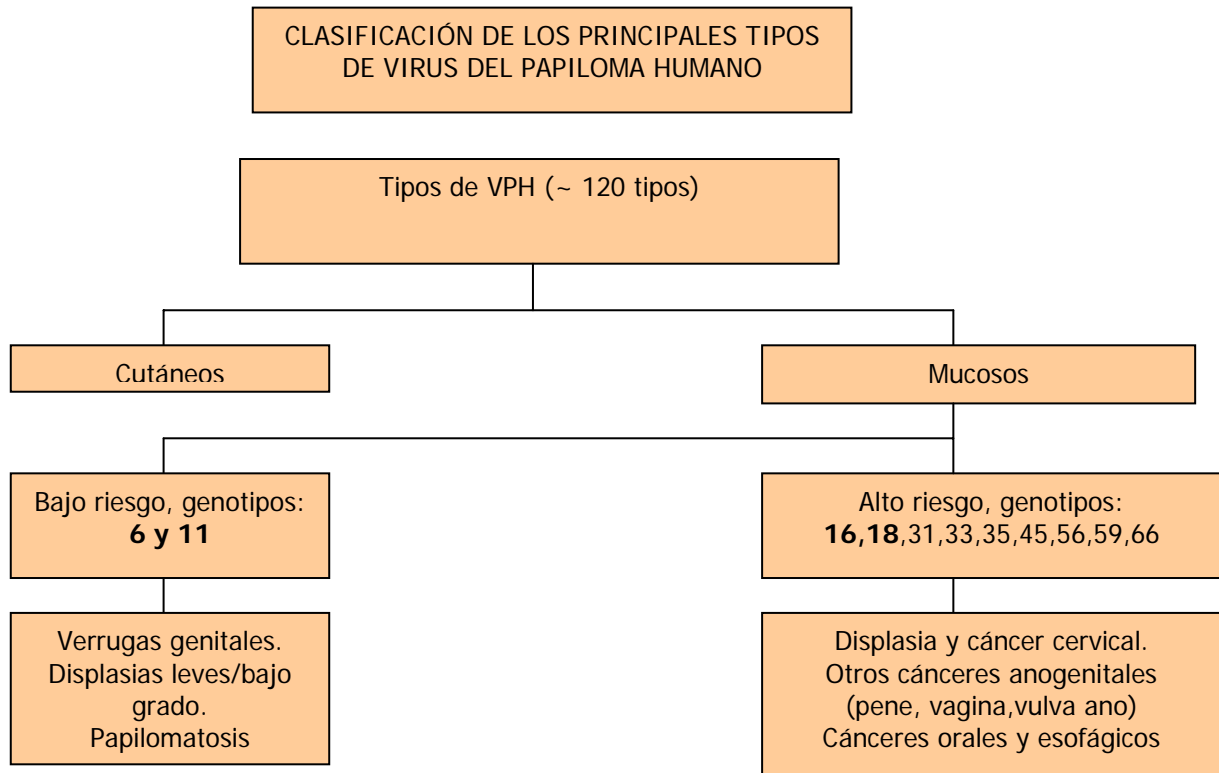 CLASIFICACIÓN DE LOS PRINCIPALES TIPOS
DE VIRUS DEL PAPILOMA HUMANO
Tipos de VPH (~ 120 tipos)
Cutáneos
Mucosos
Bajo riesgo, genotipos:
6 y 11
Alto riesgo, genotipos:
16,18,31,33,35,45,56,59,66
Verrugas genitales.
Displasias leves/bajo
grado.
Papilomatosis
Displasia y cáncer cervical.
Otros cánceres anogenitales
(pene, vagina,vulva ano)
Cánceres orales y esofágicos